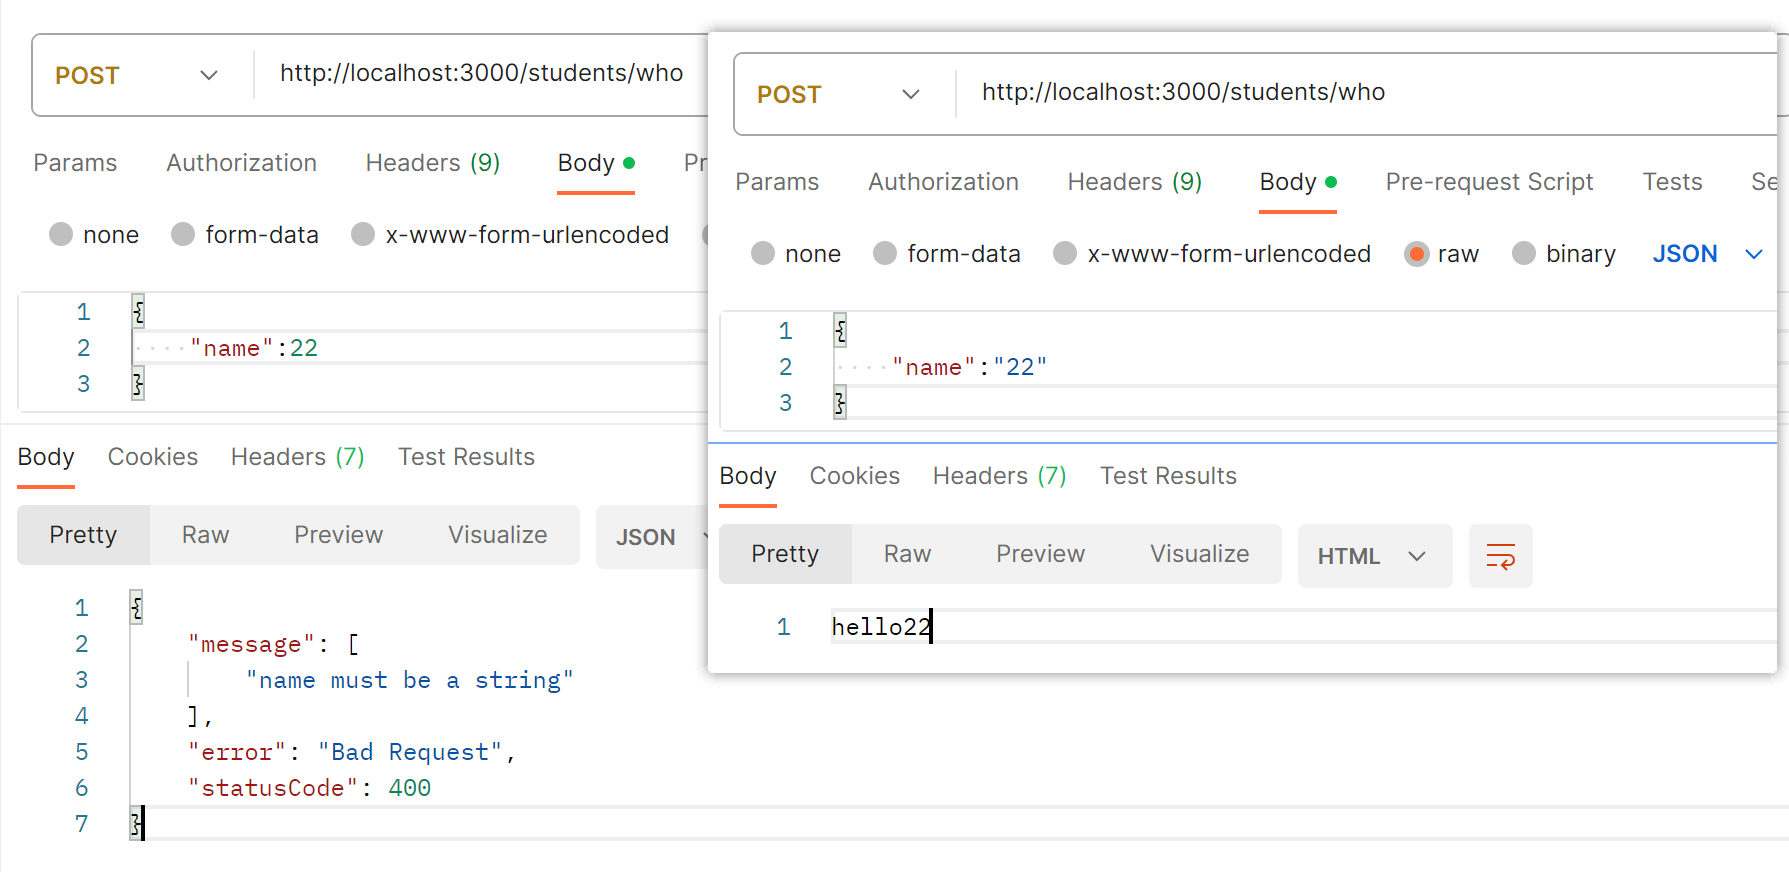 POST http://localhost:3000/students/who
Params Authorization Headers (9) Body Pr
none form-data x-www-form-urlencoded
1 {
2 "name":22
3 }
Body Cookies Headers (7) Test Results
Pretty Raw Preview Visualize JSON
1 {
2 "message": [
3 "name must be a string"
4 ],
5 "error": "Bad Request",
6 "statusCode": 400
7 }
POST http://localhost:3000/students/who
Params Authorization Headers (9) Body Pre-request Script Tests Se
none form-data x-www-form-urlencoded raw binary JSON
1 {
2 "name":"22"
3 }
Body Cookies Headers (7) Test Results
Pretty Raw Preview Visualize HTML
1 hello22